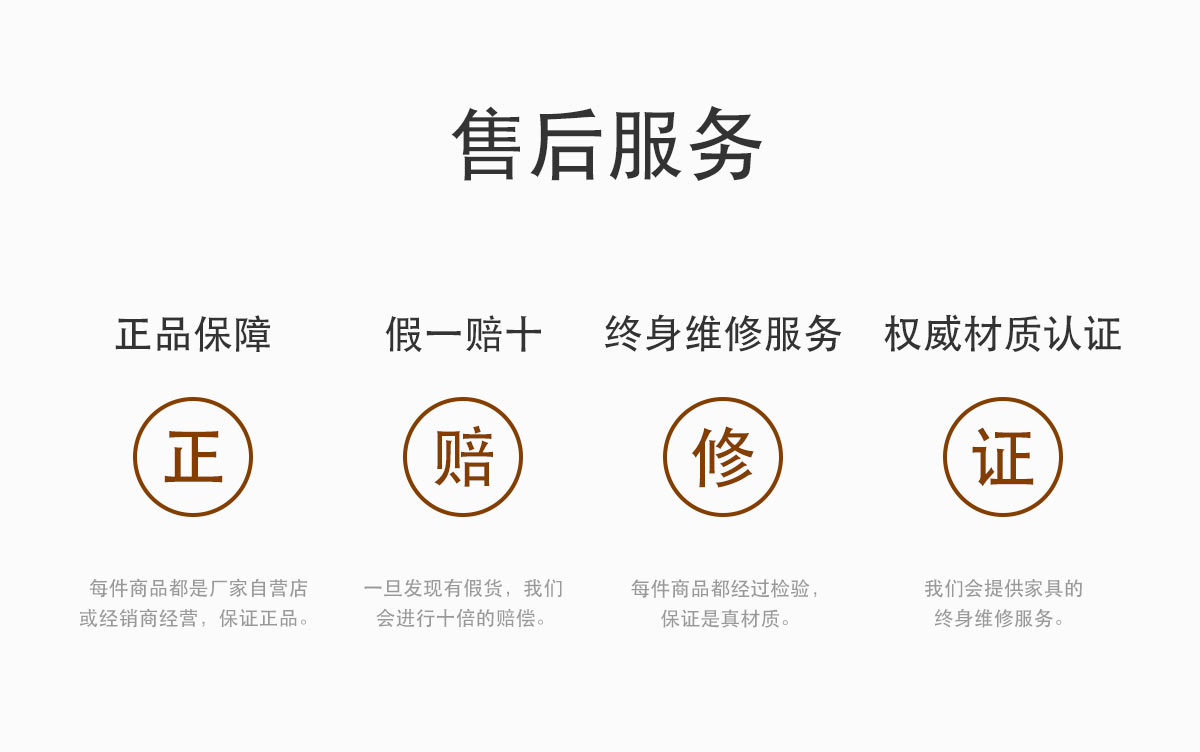 售后服务
正品保障
正
每件商品都是厂家自营店
或经销商经营，保证正品。
假一赔十
赔
一旦发现有假货，我们
会进行十倍的赔偿。
终身维修服务
修
每件商品都经过检验，
保证是真材质。
权威材质认证
证
我们会提供家具的
终身维修服务。